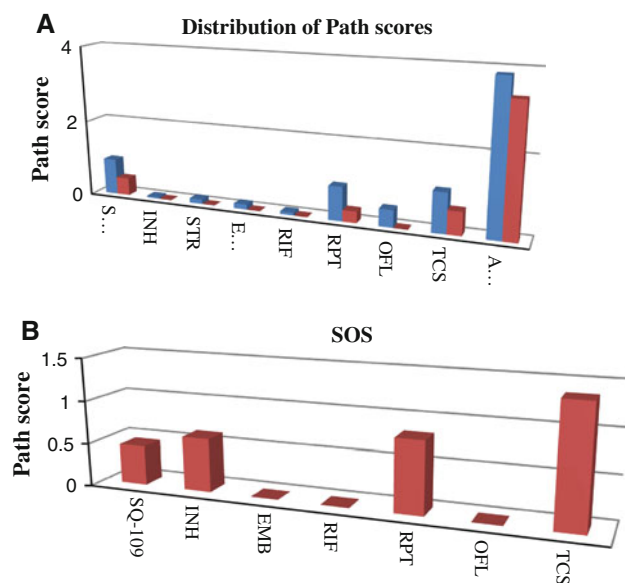 A
Distribution of Path scores
Path score
4
2
0
S....
INH
STR
E....
RIF
RPT
OFL
TCS
A...
B
SOS
Path score
1.5
1
0.5
0
SQ-109
INH
EMB
RIF
RPT
OFL
TCS